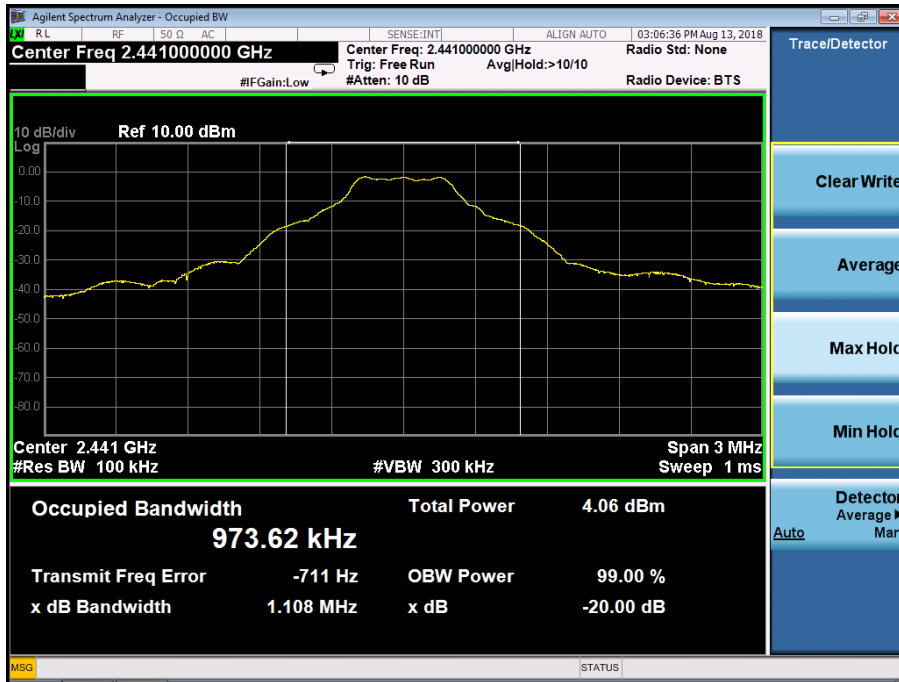 Agilent Spectrum Analyzer - Occupied BW
LXI RL RF 50 Ω AC SENSE:INT ALIGN AUTO 03:06:36 PM Aug 13, 2018
Center Freq 2.441000000 GHz
Center Freq: 2.441000000 GHz Radio Std: None
Trig: Free Run Avg|Hold:>10/10
#IFGain:Low #Atten: 10 dB Radio Device: BTS
Trace/Detector
10 dB/div Ref 10.00 dBm
Log
0.00
-10.0
-20.0
-30.0
-40.0
-50.0
-60.0
-70.0
-80.0
Center 2.441 GHz Span 3 MHz
#Res BW 100 kHz #VBW 300 kHz Sweep 1 ms
Clear Write
Average
Max Hold
Min Hold
Detector
Average▶
Auto Man
Occupied Bandwidth Total Power 4.06 dBm
973.62 kHz
Transmit Freq Error -711 Hz OBW Power 99.00 %
x dB Bandwidth 1.108 MHz x dB -20.00 dB
MSG STATUS